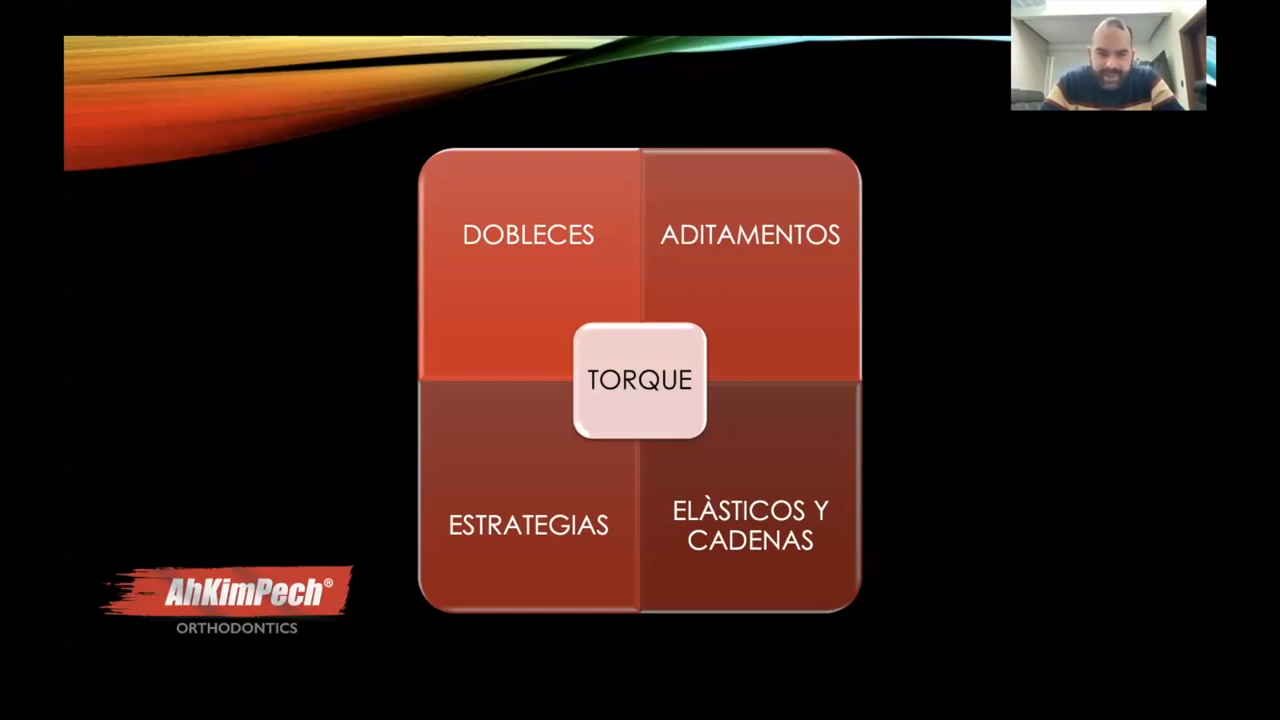 DOBLECES
ADITAMENTOS
TORQUE
ESTRATEGIAS
ELÀSTICOS Y
CADENAS
AhKimPech®
ORTHODONTICS